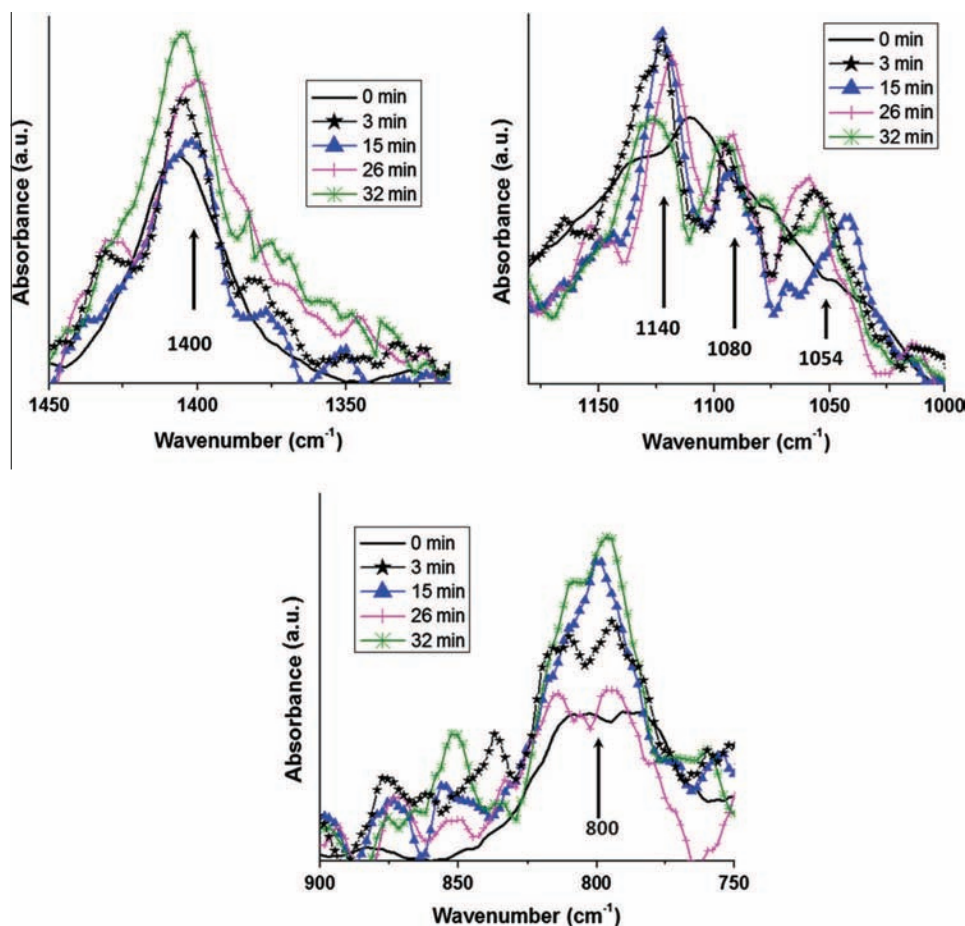 Absorbance (a.u.)
0 min
3 min
15 min
26 min
32 min
1400
1450
1400
1350
Wavenumber (cm⁻¹)
Absorbance (a.u.)
0 min
3 min
15 min
26 min
32 min
1140
1080
1054
1150
1100
1050
1000
Wavenumber (cm⁻¹)
Absorbance (a.u.)
0 min
3 min
15 min
26 min
32 min
800
900
850
800
750
Wavenumber (cm⁻¹)